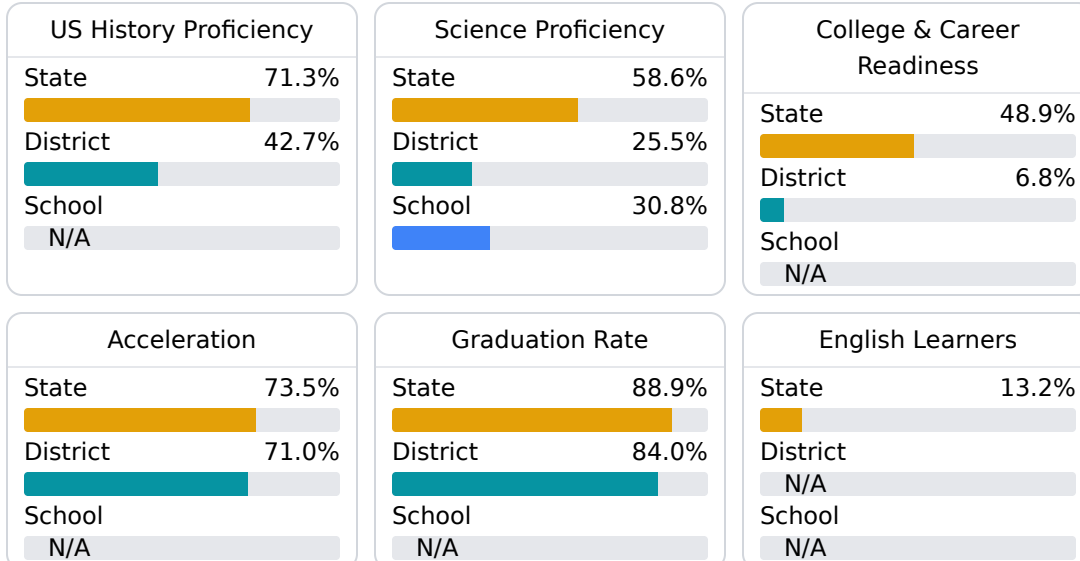 US History Proficiency
State 71.3%
District 42.7%
School
N/A
Science Proficiency
State 58.6%
District 25.5%
School 30.8%
College & Career
Readiness
State 48.9%
District 6.8%
School
N/A
Acceleration
State 73.5%
District 71.0%
School
N/A
Graduation Rate
State 88.9%
District 84.0%
School
N/A
English Learners
State 13.2%
District
N/A
School
N/A